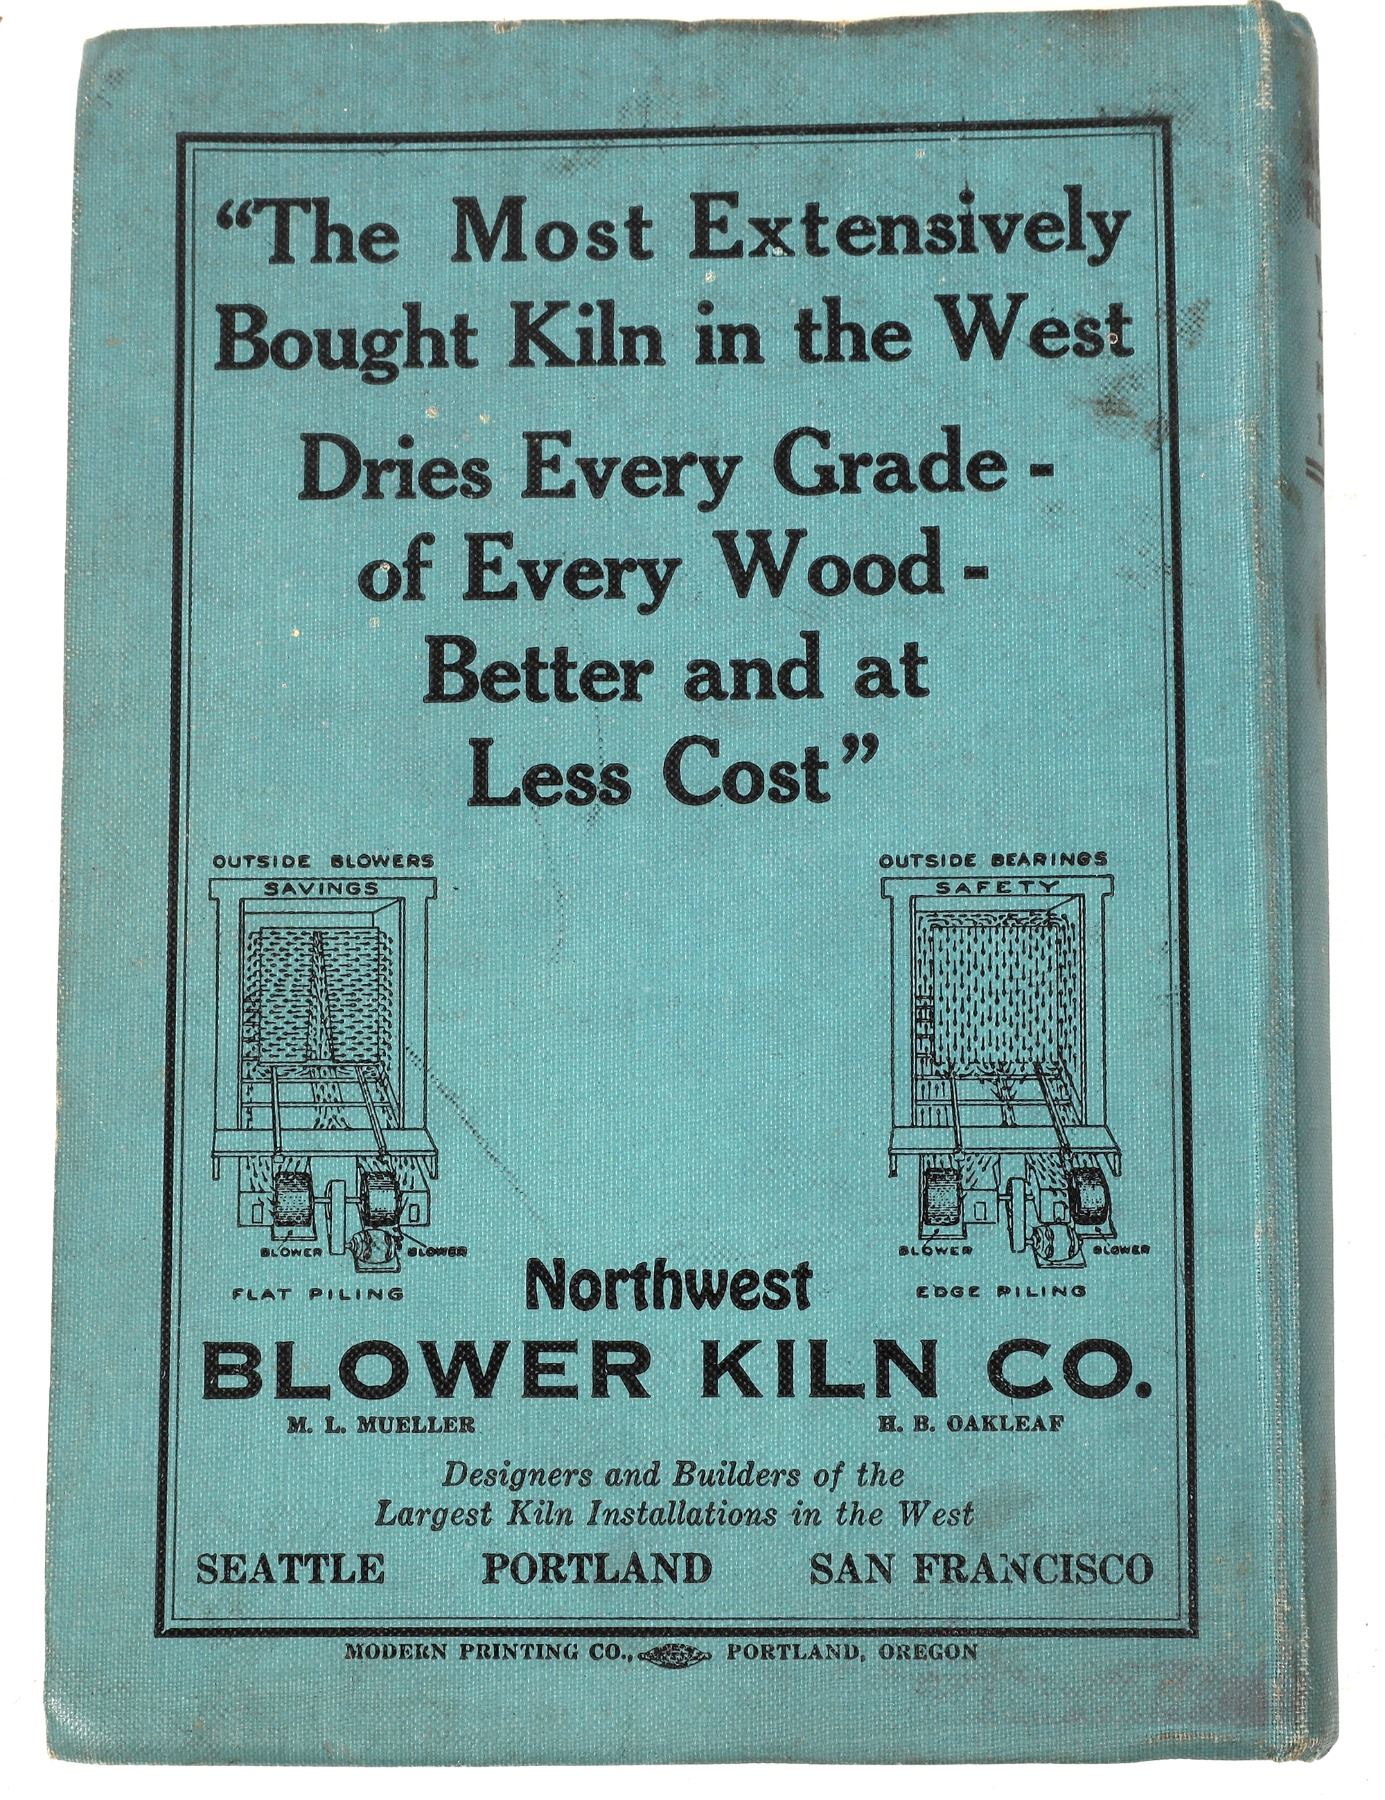 “The Most Extensively
Bought Kiln in the West
Dries Every Grade -
of Every Wood -
Better and at
Less Cost”
OUTSIDE BLOWERS
SAVINGS
BLOWER BLOWER
FLAT PILING
OUTSIDE BEARINGS
SAFETY
BLOWER BLOWER
EDGE PILING
Northwest
BLOWER KILN CO.
M. L. MUELLER H. B. OAKLEAF
Designers and Builders of the
Largest Kiln Installations in the West
SEATTLE PORTLAND SAN FRANCISCO
MODERN PRINTING CO., PORTLAND, OREGON